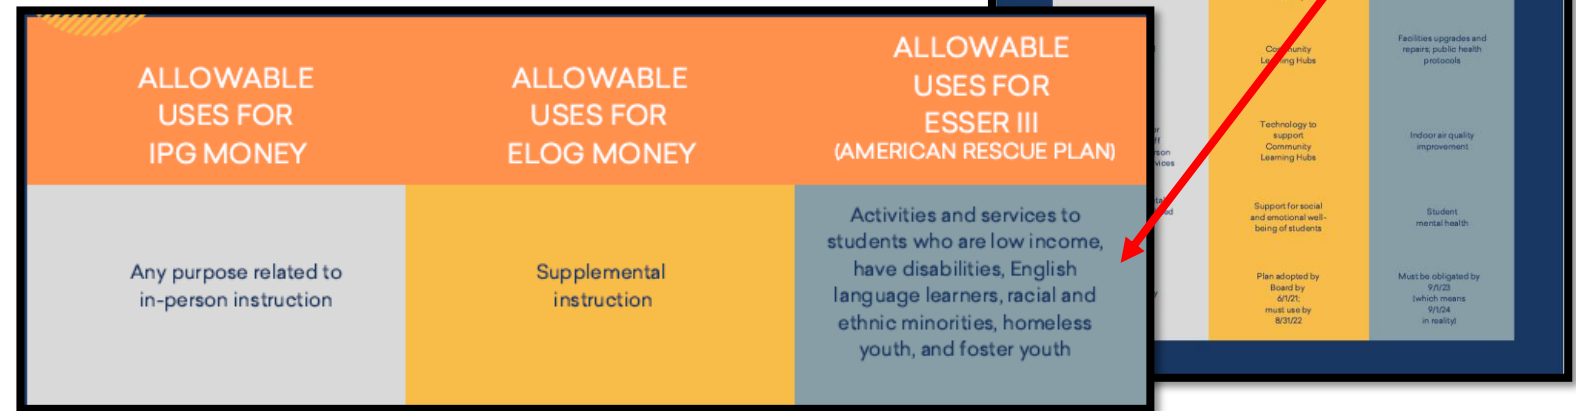 ALLOWABLE
USES FOR
IPG MONEY
ALLOWABLE
USES FOR
ELOG MONEY
ALLOWABLE
USES FOR
ESSER III
(AMERICAN RESCUE PLAN)
Any purpose related to
in-person instruction
Supplemental
instruction
Activities and services to
students who are low income,
have disabilities, English
language learners, racial and
ethnic minorities, homeless
youth, and foster youth
Community
Learning Hubs
Facilities upgrades and
repairs; public health
protocols
Technology to
support
Community
Learning Hubs
Indoor air quality
improvement
Support for social
and emotional well-
being of students
Student
mental health
Plan adopted by
Board by
6/1/21;
must use by
8/31/22
Must be obligated by
9/1/23
(which means
9/1/24
in reality)